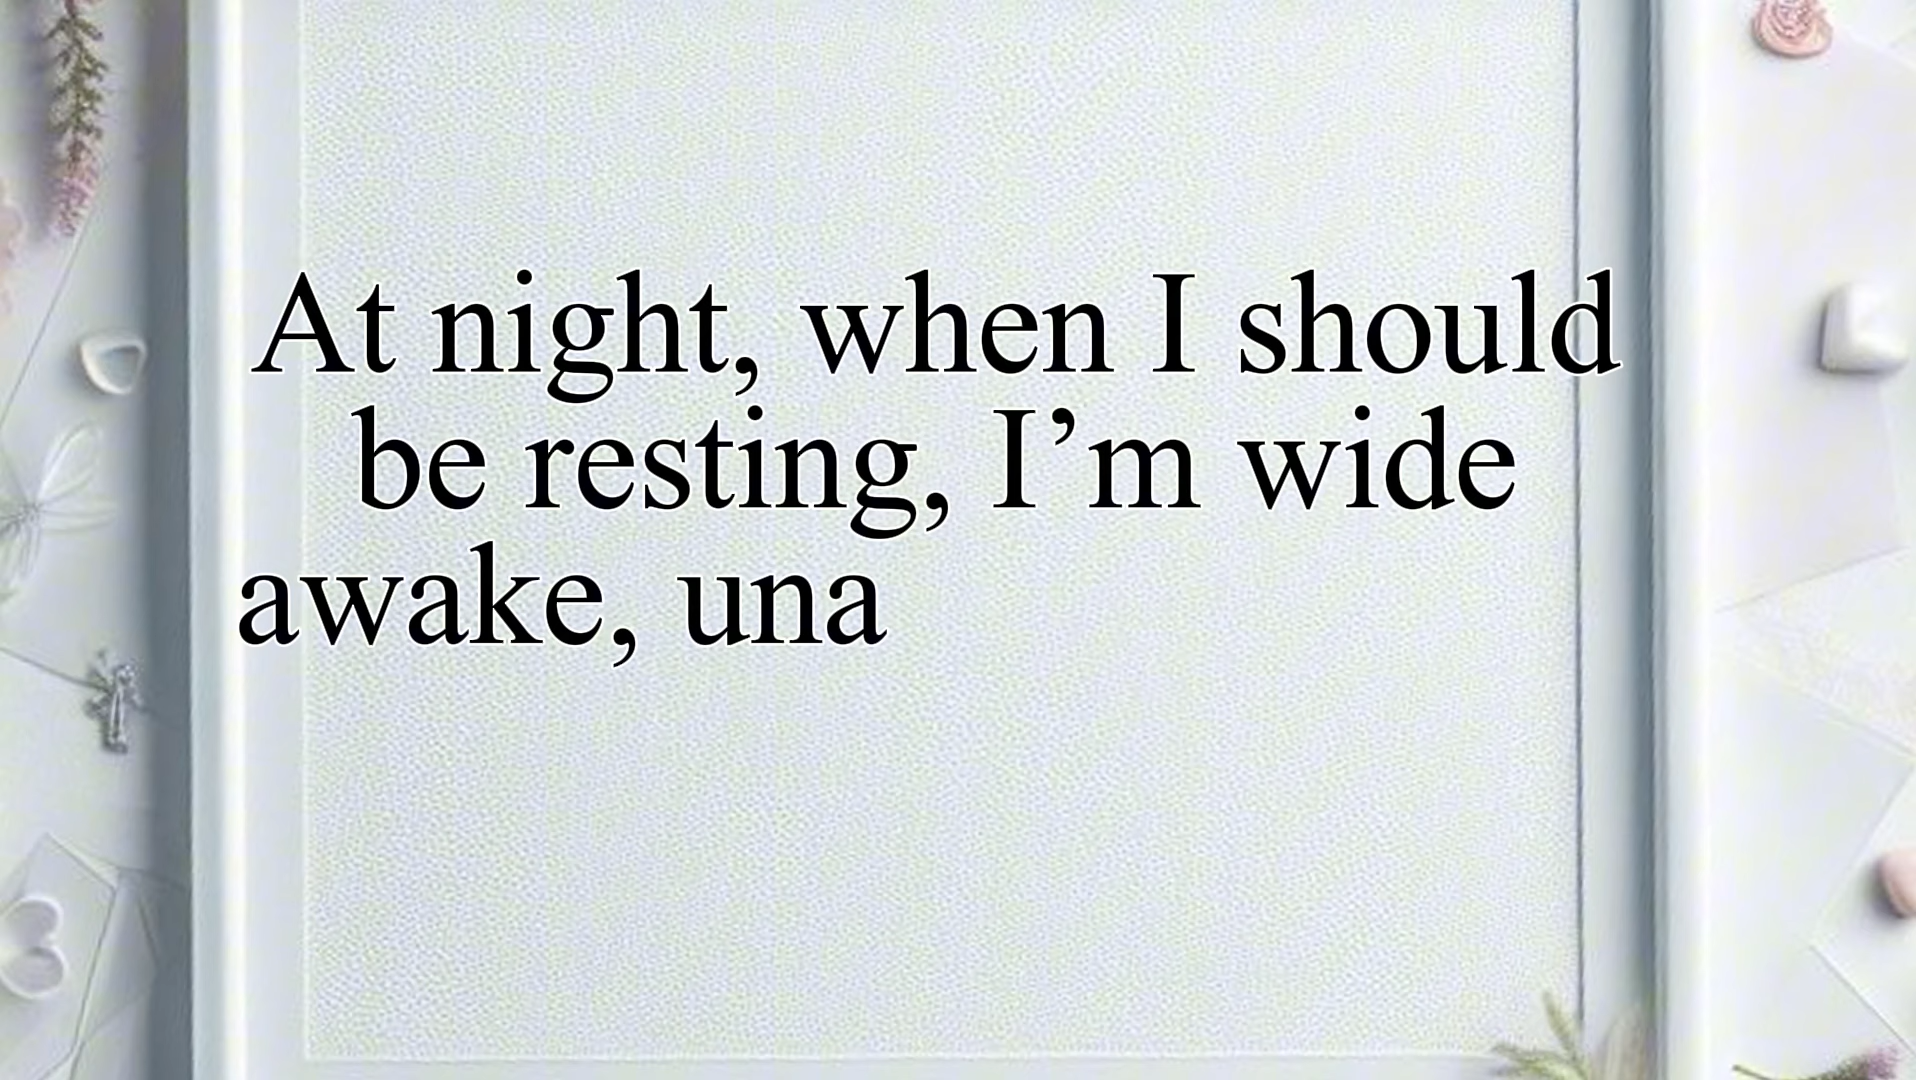 At night, when I should
be resting, I’m wide
awake, una